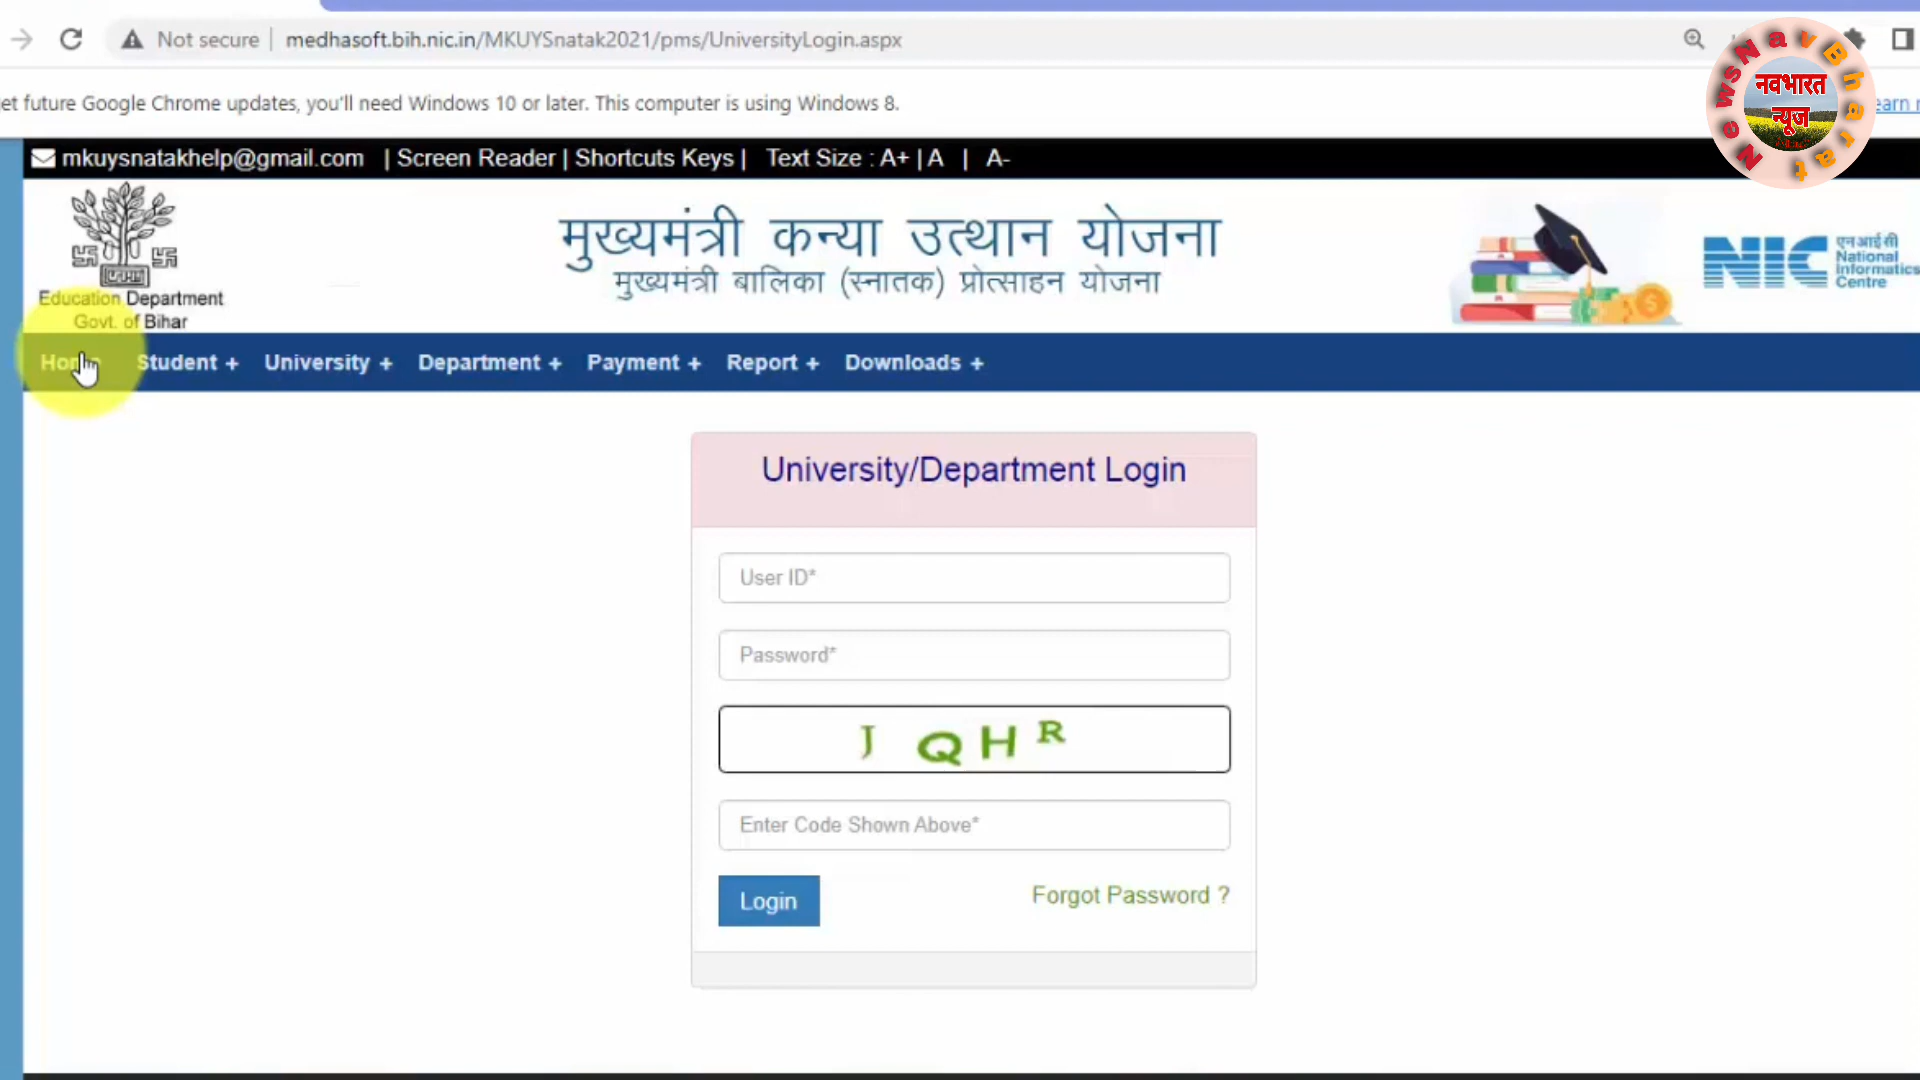 Not secure | medhasoft.bih.nic.in/MKUYSnatak2021/pms/UniversityLogin.aspx
et future Google Chrome updates, you'll need Windows 10 or later. This computer is using Windows 8.
NewsNavBharat
नवभारत
न्यूज
mkuysnatakhelp@gmail.com | Screen Reader | Shortcuts Keys | Text Size : A+ | A | A-
Education Department
Govt. of Bihar
मुख्यमंत्री कन्या उत्थान योजना
मुख्यमंत्री बालिका (स्नातक) प्रोत्साहन योजना
NIC
एनआईसी
National
Informatics
Centre
Home Student + University + Department + Payment + Report + Downloads +
University/Department Login
User ID*
Password*
J Q H R
Enter Code Shown Above*
Login
Forgot Password ?